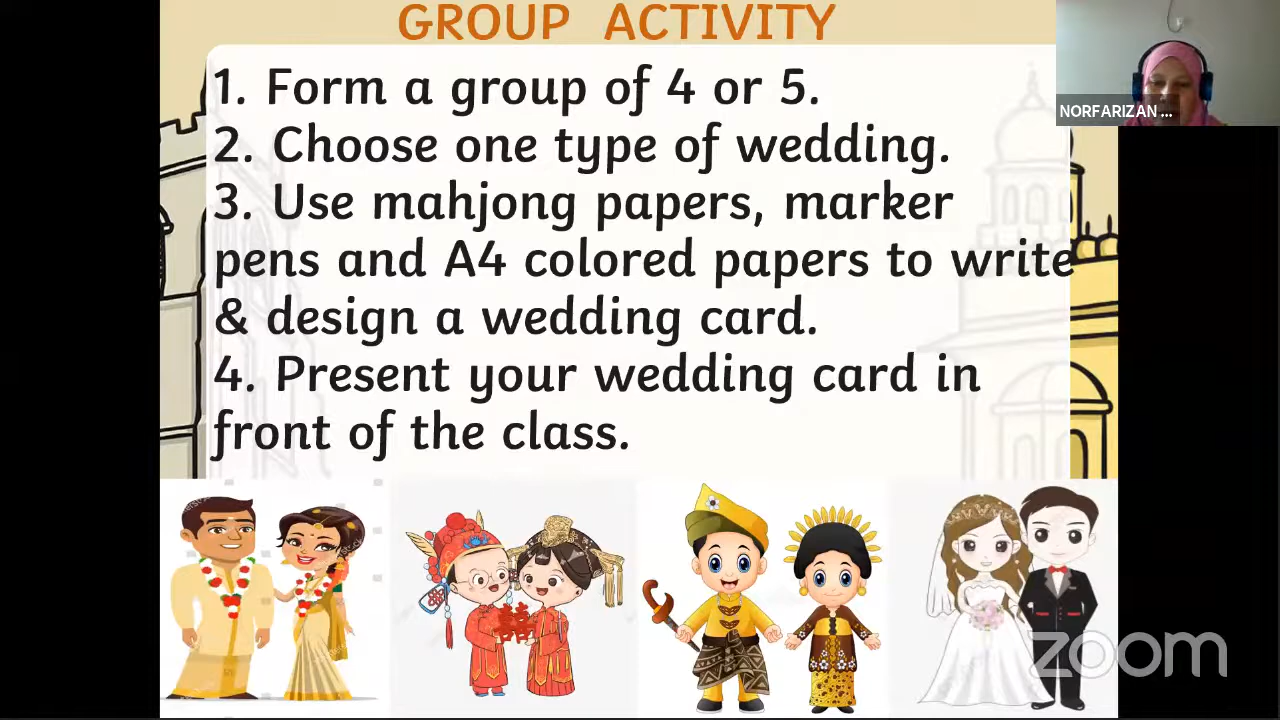 GROUP ACTIVITY
1. Form a group of 4 or 5.
2. Choose one type of wedding.
3. Use mahjong papers, marker
pens and A4 colored papers to write
& design a wedding card.
4. Present your wedding card in
front of the class.
NORFARIZAN ...
zoom